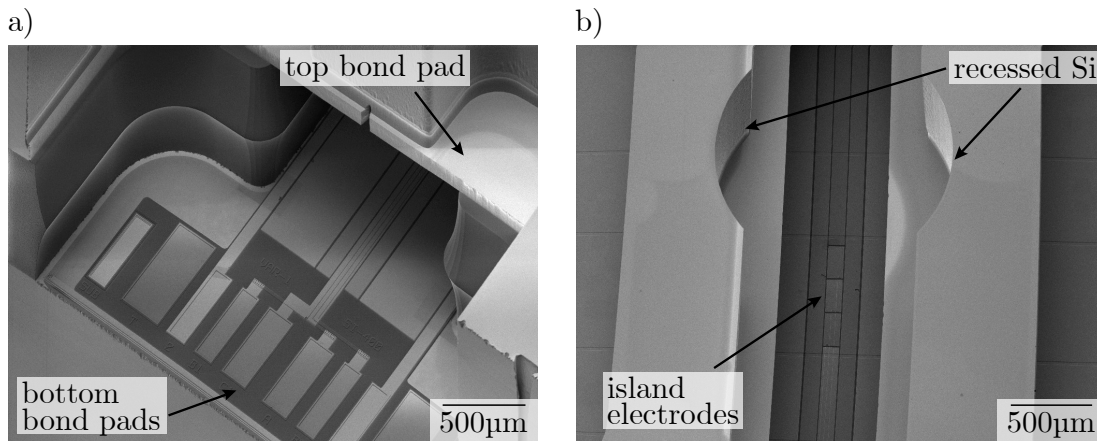 a)
top bond pad
bottom
bond pads
500µm
b)
recessed Si
island
electrodes
500µm